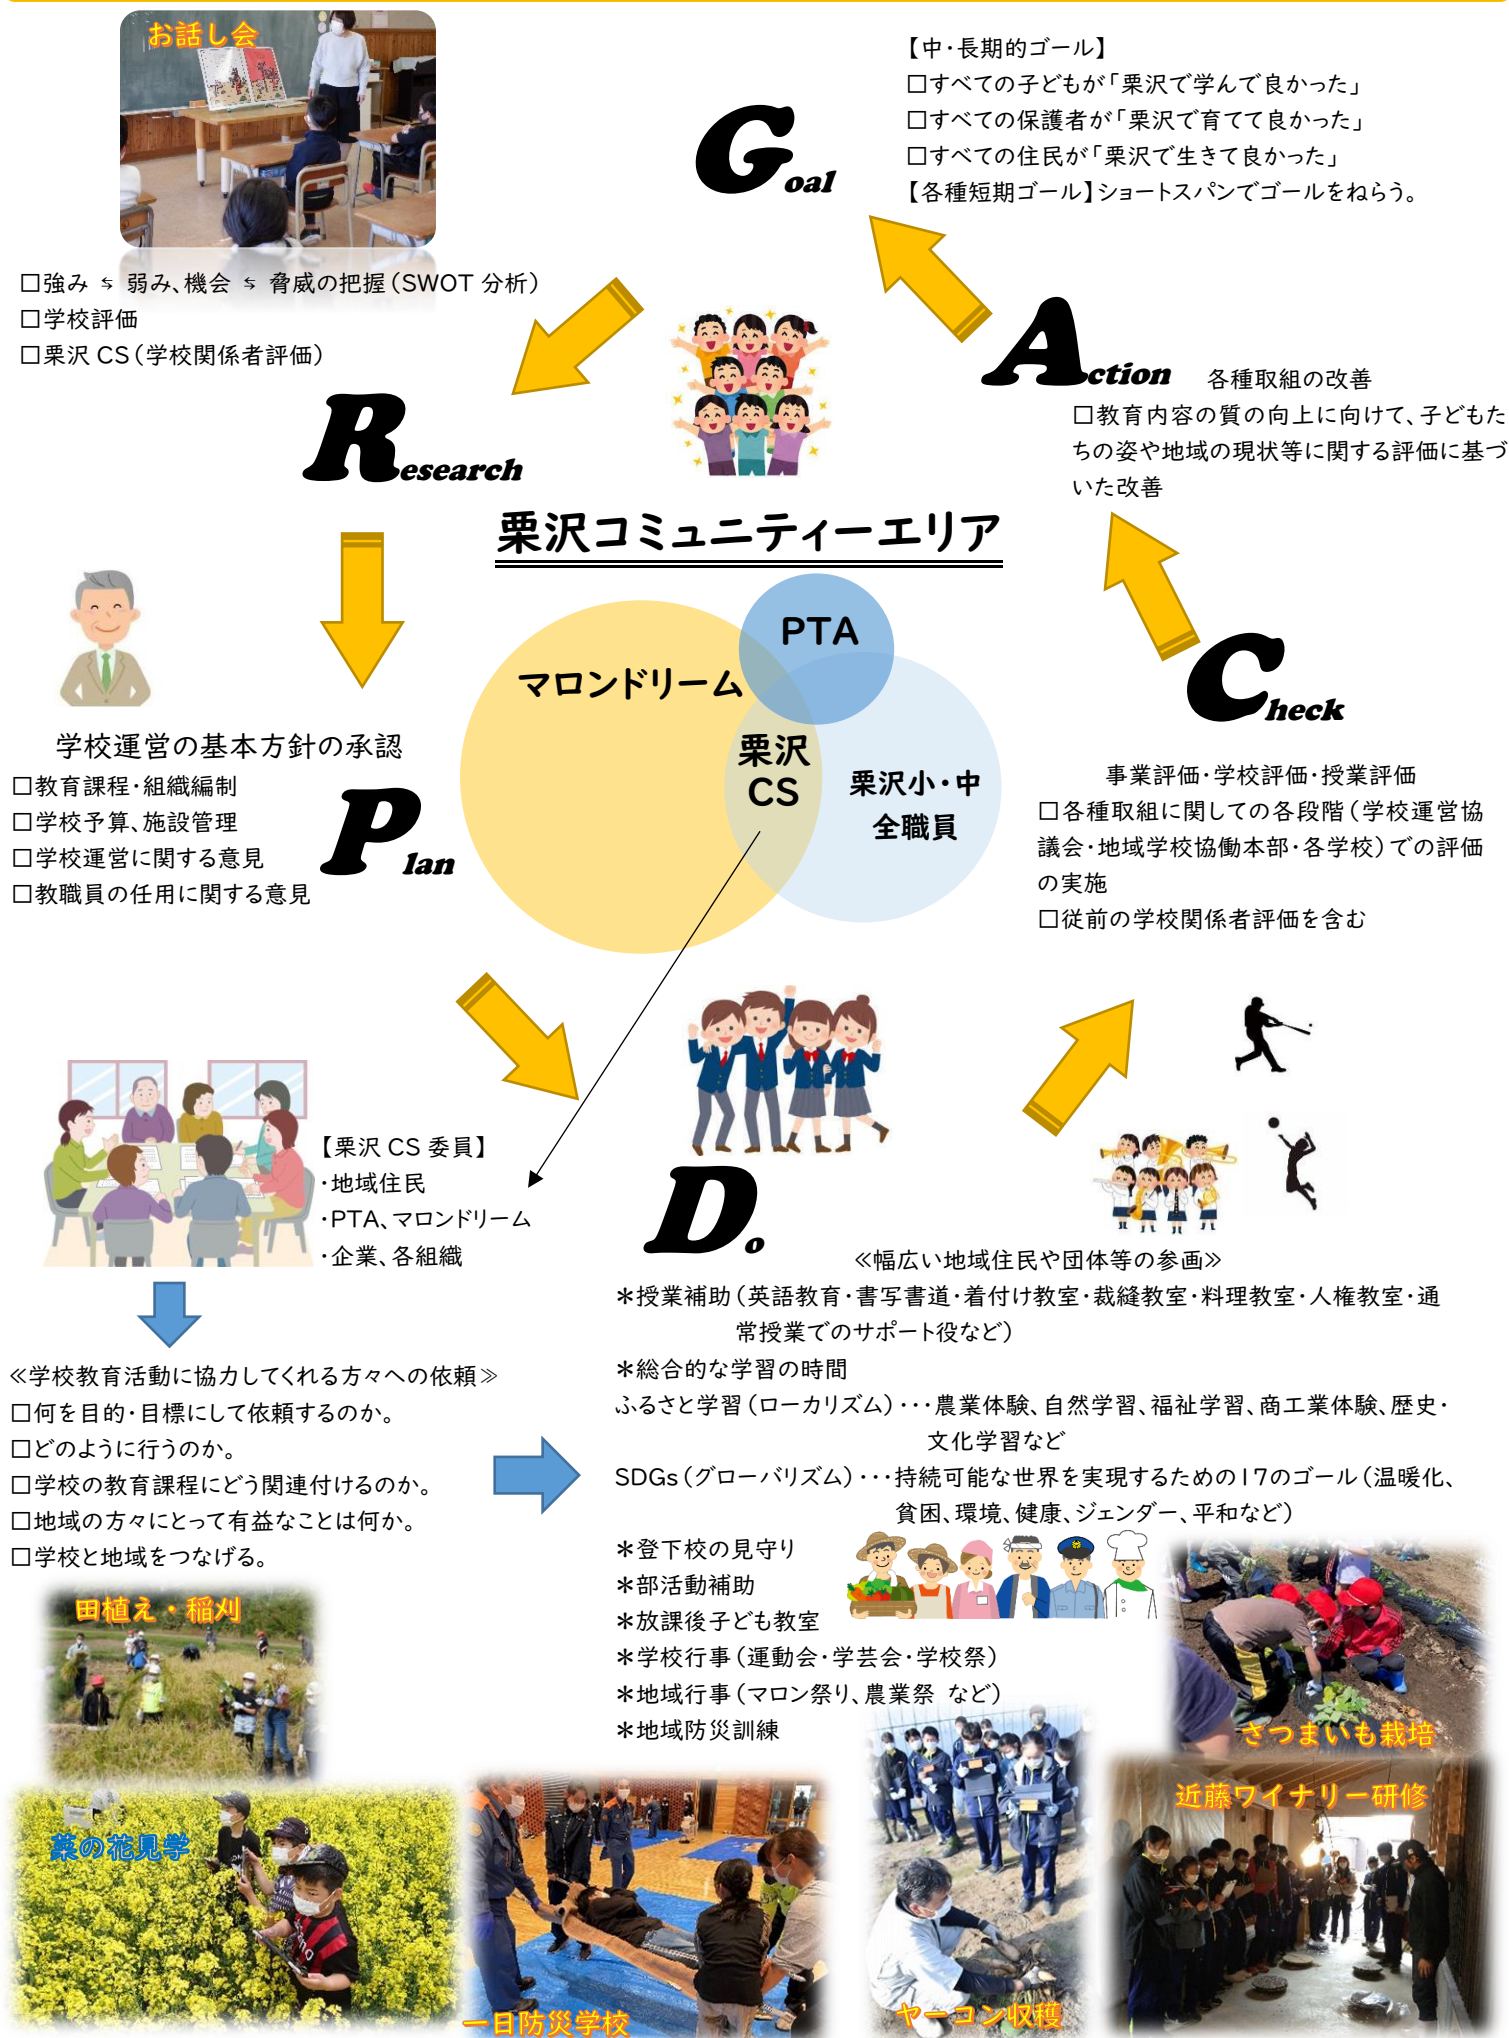 お話し会
Goal
【中・長期的ゴール】
□すべての子どもが「栗沢で学んで良かった」
□すべての保護者が「栗沢で育てて良かった」
□すべての住民が「栗沢で生きて良かった」
【各種短期ゴール】ショートスパンでゴールをねらう。
□強み ⇆ 弱み、機会 ⇆ 脅威の把握(SWOT 分析)
□学校評価
□栗沢 CS(学校関係者評価)
Research
Action
各種取組の改善
□教育内容の質の向上に向けて、子どもた
ちの姿や地域の現状等に関する評価に基づ
いた改善
栗沢コミュニティーエリア
PTA
マロンドリーム
栗沢
CS
栗沢小・中
全職員
Check
事業評価・学校評価・授業評価
□各種取組に関しての各段階(学校運営協
議会・地域学校協働本部・各学校)での評価
の実施
□従前の学校関係者評価を含む
学校運営の基本方針の承認
□教育課程・組織編制
□学校予算、施設管理
□学校運営に関する意見
□教職員の任用に関する意見
Plan
【栗沢 CS 委員】
・地域住民
・PTA、マロンドリーム
・企業、各組織
Do
≪幅広い地域住民や団体等の参画≫
＊授業補助(英語教育・書写書道・着付け教室・裁縫教室・料理教室・人権教室・通
常授業でのサポート役など)
＊総合的な学習の時間
ふるさと学習(ローカリズム)・・・農業体験、自然学習、福祉学習、商工業体験、歴史・
文化学習など
SDGs(グローバリズム)・・・持続可能な世界を実現するための17のゴール(温暖化、
貧困、環境、健康、ジェンダー、平和など)
＊登下校の見守り
＊部活動補助
＊放課後子ども教室
＊学校行事(運動会・学芸会・学校祭)
＊地域行事(マロン祭り、農業祭 など)
＊地域防災訓練
≪学校教育活動に協力してくれる方々への依頼≫
□何を目的・目標にして依頼するのか。
□どのように行うのか。
□学校の教育課程にどう関連付けるのか。
□地域の方々にとって有益なことは何か。
□学校と地域をつなげる。
田植え・稲刈
さつまいも栽培
近藤ワイナリー研修
菜の花見学
一日防災学校
ヤーコン収穫